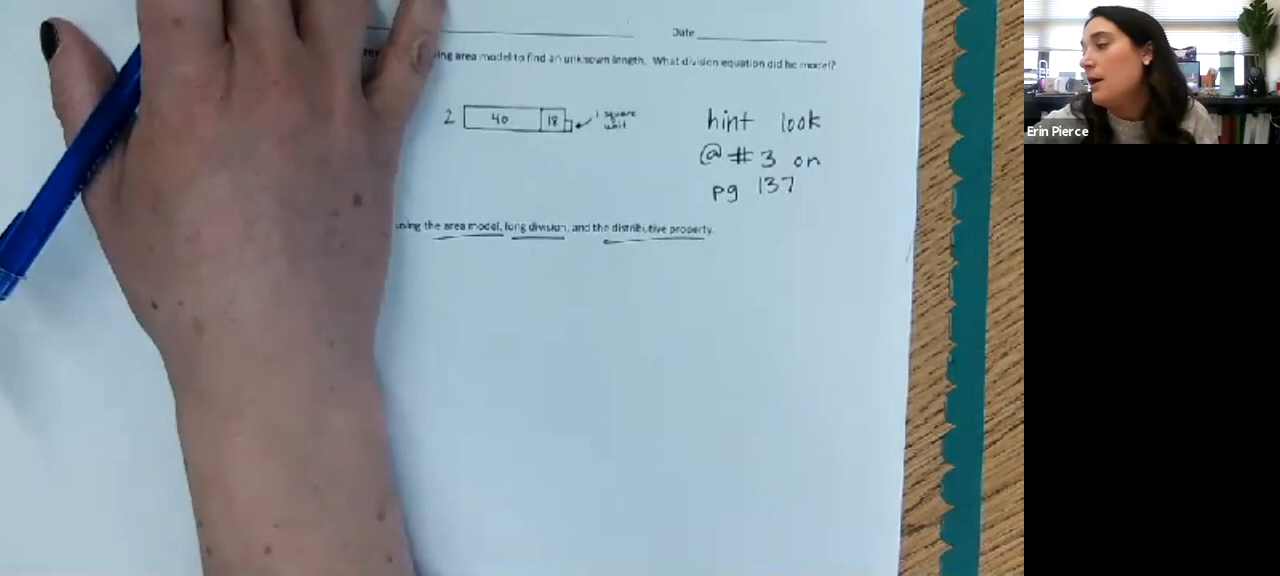 Date
ing area model to find an unknown length. What division equation did he model?
2 40 18 1 square
unit
hint look
@ # 3 on
pg 137
using the area model, long division, and the distributive property.
Erin Pierce